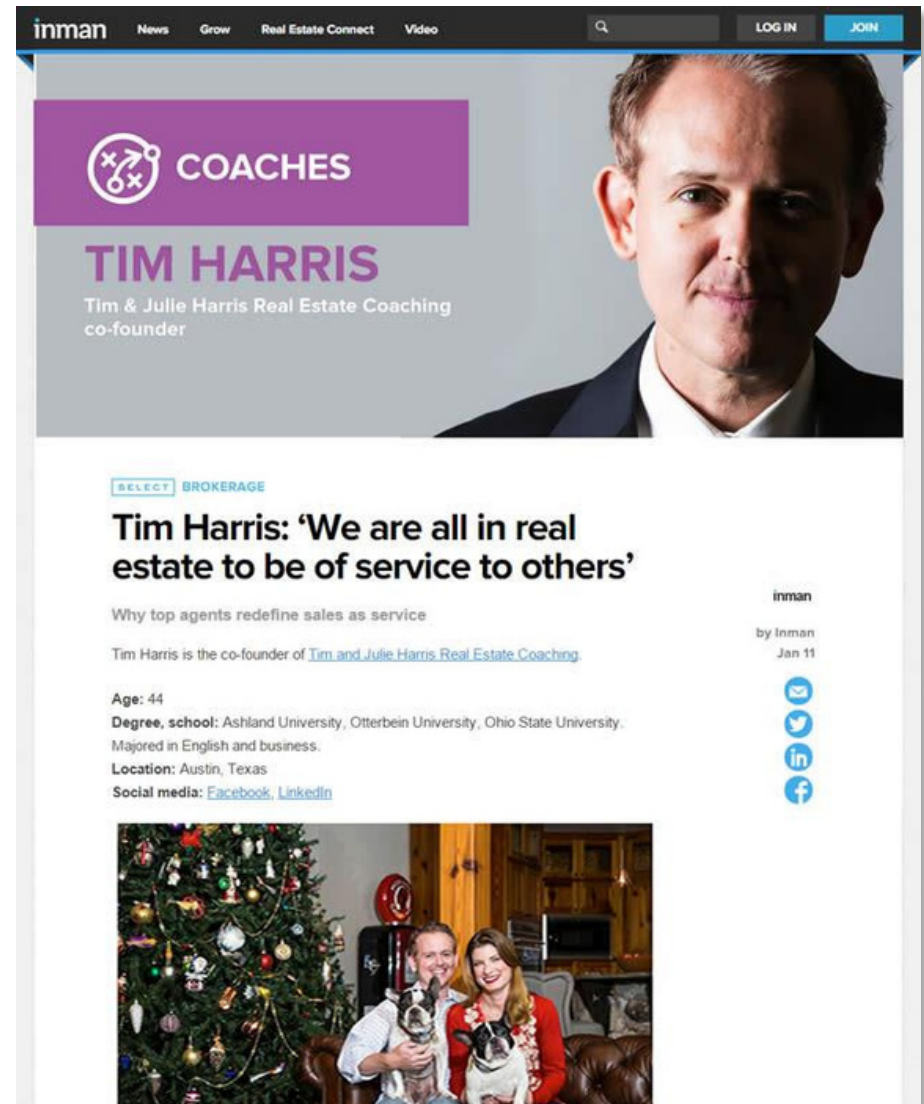 inman News Grow Real Estate Connect Video LOG IN JOIN
COACHES
TIM HARRIS
Tim & Julie Harris Real Estate Coaching
co-founder
SELECT BROKERAGE
Tim Harris: ‘We are all in real
estate to be of service to others’
Why top agents redefine sales as service
Tim Harris is the co-founder of Tim and Julie Harris Real Estate Coaching.
Age: 44
Degree, school: Ashland University, Otterbein University, Ohio State University.
Majored in English and business.
Location: Austin, Texas
Social media: Facebook, LinkedIn
inman
by Inman
Jan 11
in